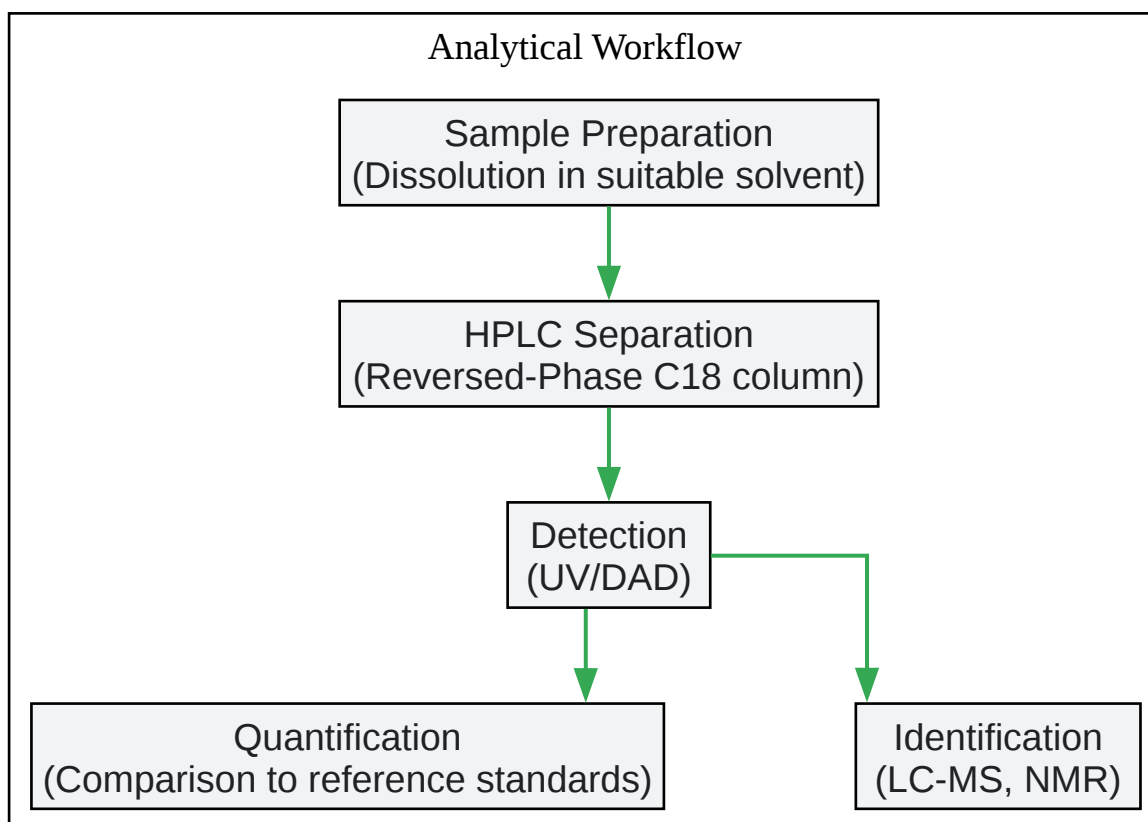 Analytical Workflow
Sample Preparation
(Dissolution in suitable solvent)
HPLC Separation
(Reversed-Phase C18 column)
Detection
(UV/DAD)
Quantification
(Comparison to reference standards)
Identification
(LC-MS, NMR)